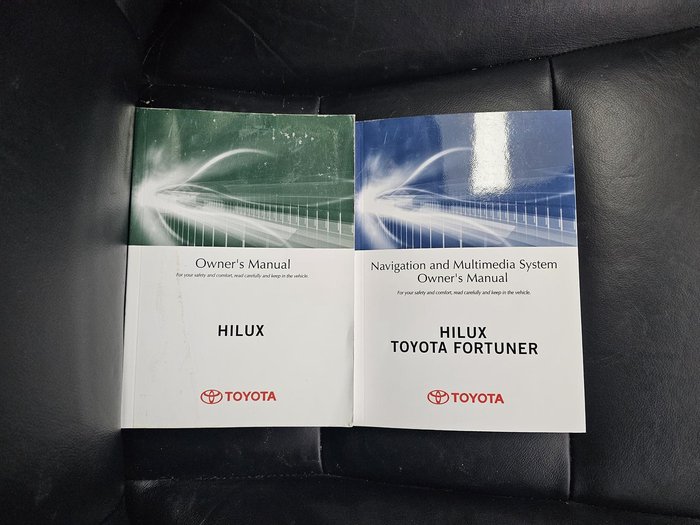 Owner's Manual
For your safety and comfort, read carefully and keep in the vehicle.
HILUX
TOYOTA
Navigation and Multimedia System
Owner's Manual
For your safety and comfort, read carefully and keep in the vehicle.
HILUX
TOYOTA FORTUNER
TOYOTA